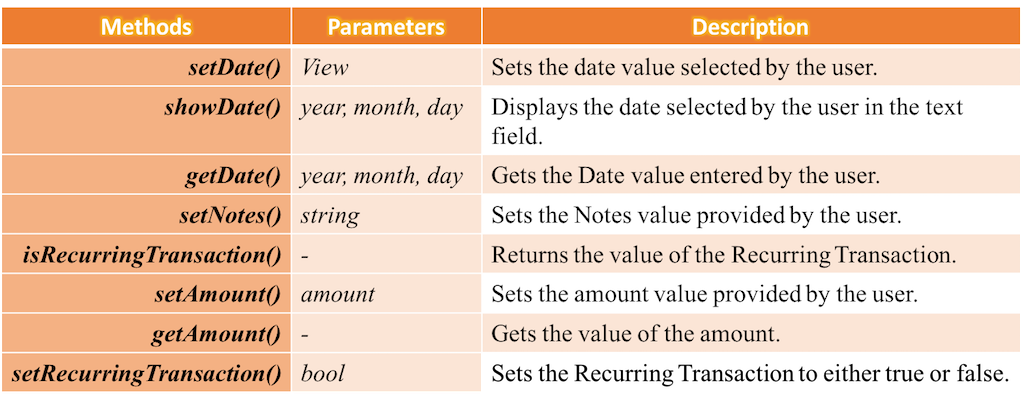 Methods Parameters Description
setDate() View Sets the date value selected by the user.
showDate() year, month, day Displays the date selected by the user in the text
field.
getDate() year, month, day Gets the Date value entered by the user.
setNotes() string Sets the Notes value provided by the user.
isRecurringTransaction() - Returns the value of the Recurring Transaction.
setAmount() amount Sets the amount value provided by the user.
getAmount() - Gets the value of the amount.
setRecurringTransaction() bool Sets the Recurring Transaction to either true or false.